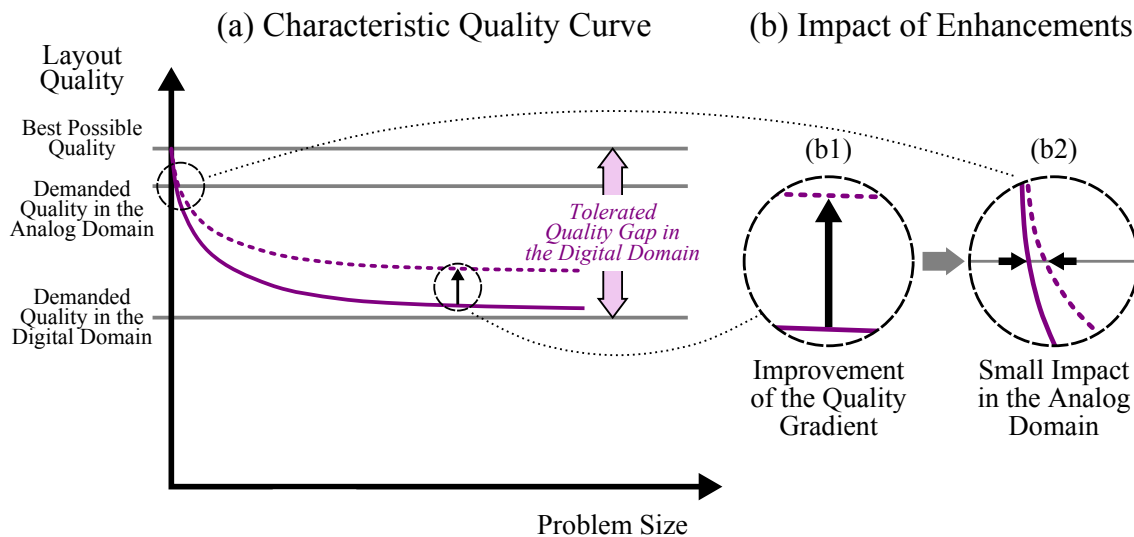 (a) Characteristic Quality Curve
(b) Impact of Enhancements
Layout
Quality
Best Possible
Quality
Demanded
Quality in the
Analog Domain
Demanded
Quality in the
Digital Domain
Tolerated
Quality Gap in
the Digital Domain
Problem Size
(b1)
(b2)
Improvement
of the Quality
Gradient
Small Impact
in the Analog
Domain